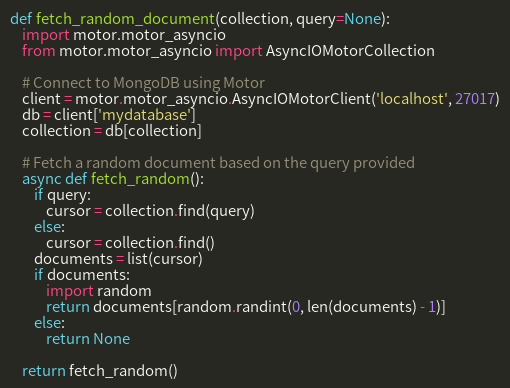 def fetch_random_document(collection, query=None):
    import motor.motor_asyncio
    from motor.motor_asyncio import AsyncIOMotorCollection

    # Connect to MongoDB using Motor
    client = motor.motor_asyncio.AsyncIOMotorClient('localhost', 27017)
    db = client['mydatabase']
    collection = db[collection]

    # Fetch a random document based on the query provided
    async def fetch_random():
        if query:
            cursor = collection.find(query)
        else:
            cursor = collection.find()
        documents = list(cursor)
        if documents:
            import random
            return documents[random.randint(0, len(documents) - 1)]
        else:
            return None

    return fetch_random()